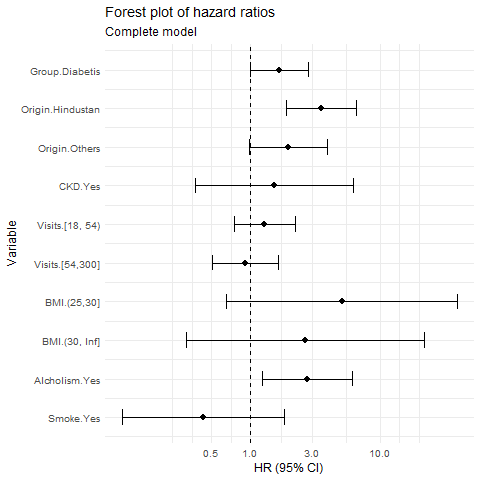 Forest plot of hazard ratios
Complete model
Variable
Group.Diabetis
Origin.Hindustan
Origin.Others
CKD.Yes
Visits.[18, 54)
Visits.[54,300]
BMI.(25,30]
BMI.(30, Inf]
Alcholism.Yes
Smoke.Yes
0.5 1.0 3.0 10.0
HR (95% CI)